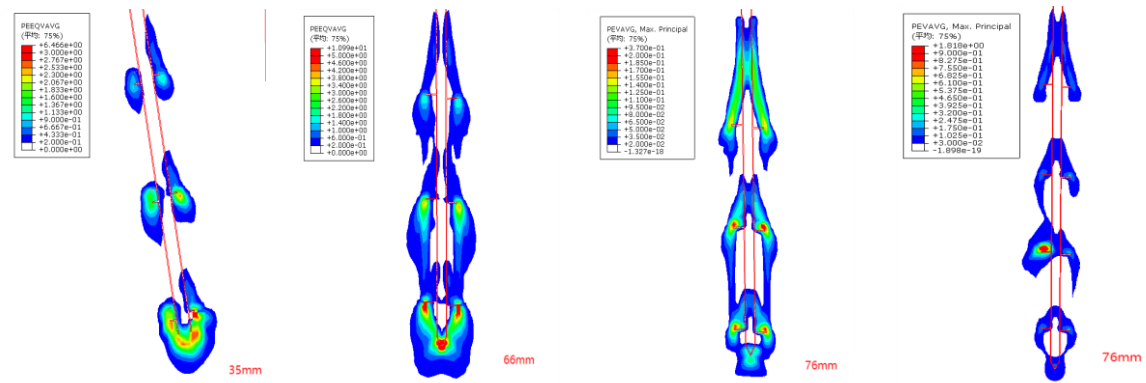 PEEQVAVG
(平均: 75%)
+6.466e+00
+3.000e+00
+2.767e+00
+2.533e+00
+2.300e+00
+2.067e+00
+1.833e+00
+1.600e+00
+1.367e+00
+1.133e+00
+9.000e-01
+6.667e-01
+4.333e-01
+2.000e-01
+0.000e+00
35mm
PEEQVAVG
(平均: 75%)
+1.099e+01
+5.000e+00
+4.600e+00
+4.200e+00
+3.800e+00
+3.400e+00
+3.000e+00
+2.600e+00
+2.200e+00
+1.800e+00
+1.400e+00
+1.000e+00
+6.000e-01
+2.000e-01
+0.000e+00
66mm
PEVAVG, Max. Principal
(平均: 75%)
+3.700e-01
+2.000e-01
+1.850e-01
+1.700e-01
+1.550e-01
+1.400e-01
+1.250e-01
+1.100e-01
+9.500e-02
+8.000e-02
+6.500e-02
+5.000e-02
+3.500e-02
+2.000e-02
-1.327e-18
76mm
PEVAVG, Max. Principal
(平均: 75%)
+1.818e+00
+9.000e-01
+8.275e-01
+7.550e-01
+6.825e-01
+6.100e-01
+5.375e-01
+4.650e-01
+3.925e-01
+3.200e-01
+2.475e-01
+1.750e-01
+1.025e-01
+3.000e-02
-1.898e-19
76mm